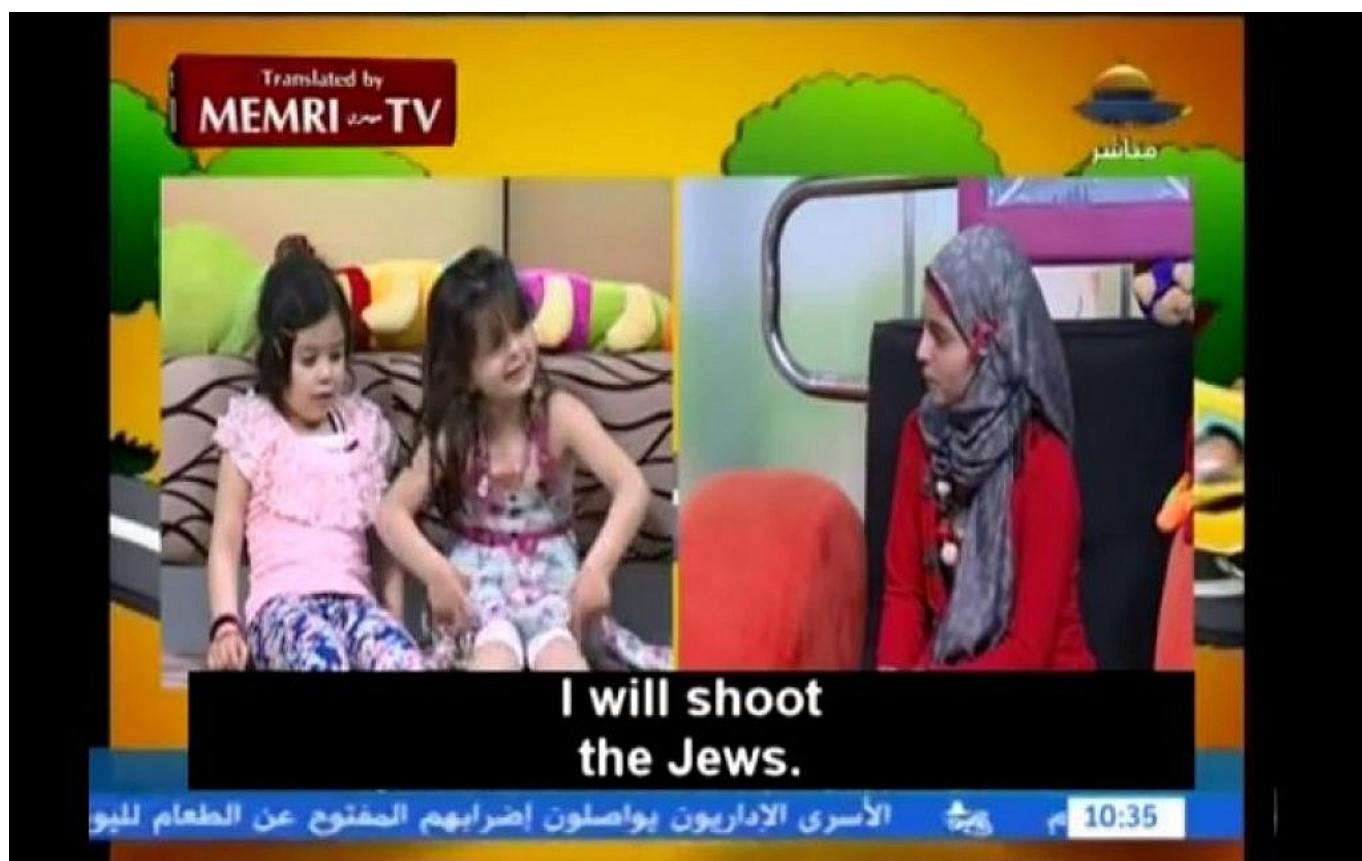 Translated by
MEMRI TV
ميمري
مباشر
I will shoot
the Jews.
الأسرى الإداريون يواصلون إضرابهم المفتوح عن الطعام لليو
10:35